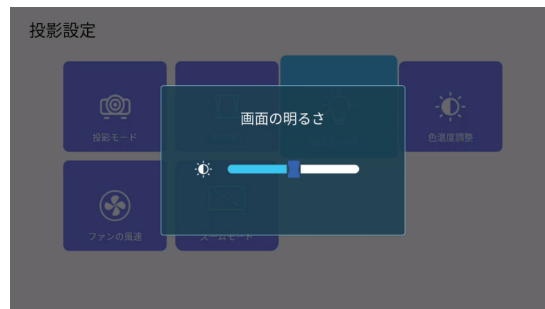 投影設定
画面の明るさ
投影モード
色温度調整
ファンの風速
ズームモード